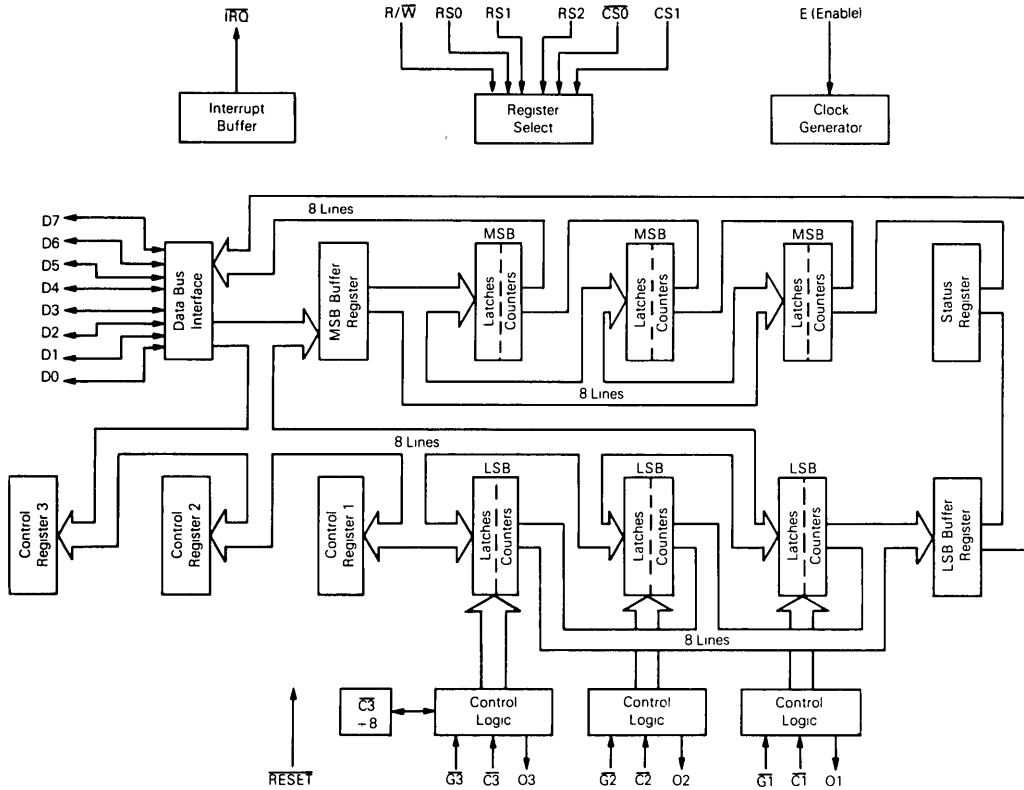 IRQ
R/W RS0 RS1 RS2 CS0 CS1
E (Enable)
Interrupt
Buffer
Register
Select
Clock
Generator
8 Lines
D7
D6
D5
D4
D3
D2
D1
D0
Data Bus
Interface
MSB Buffer
Register
MSB
Latches
Counters
MSB
Latches
Counters
MSB
Latches
Counters
Status
Register
8 Lines
8 Lines
Control
Register 3
Control
Register 2
Control
Register 1
LSB
Latches
Counters
LSB
Latches
Counters
LSB
Latches
Counters
LSB Buffer
Register
8 Lines
C3
÷8
Control
Logic
Control
Logic
Control
Logic
RESET
G3 C3 O3
G2 C2 O2
G1 C1 O1